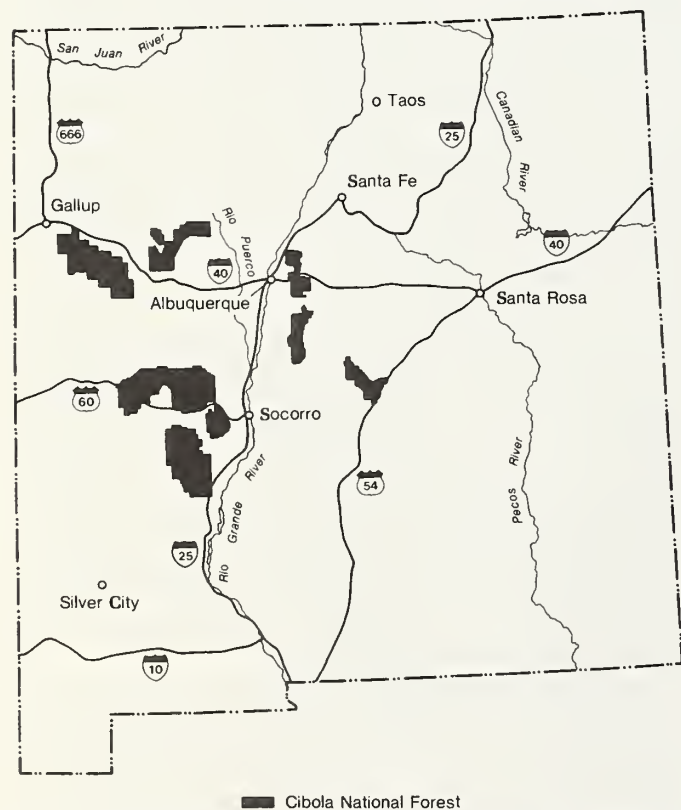 San Juan River
666
Taos
25
Canadian River
Santa Fe
Gallup
Rio Puerco
40
40
Albuquerque
Santa Rosa
60
Socorro
54
Rio Grande River
Pecos River
25
Silver City
10
Cibola National Forest